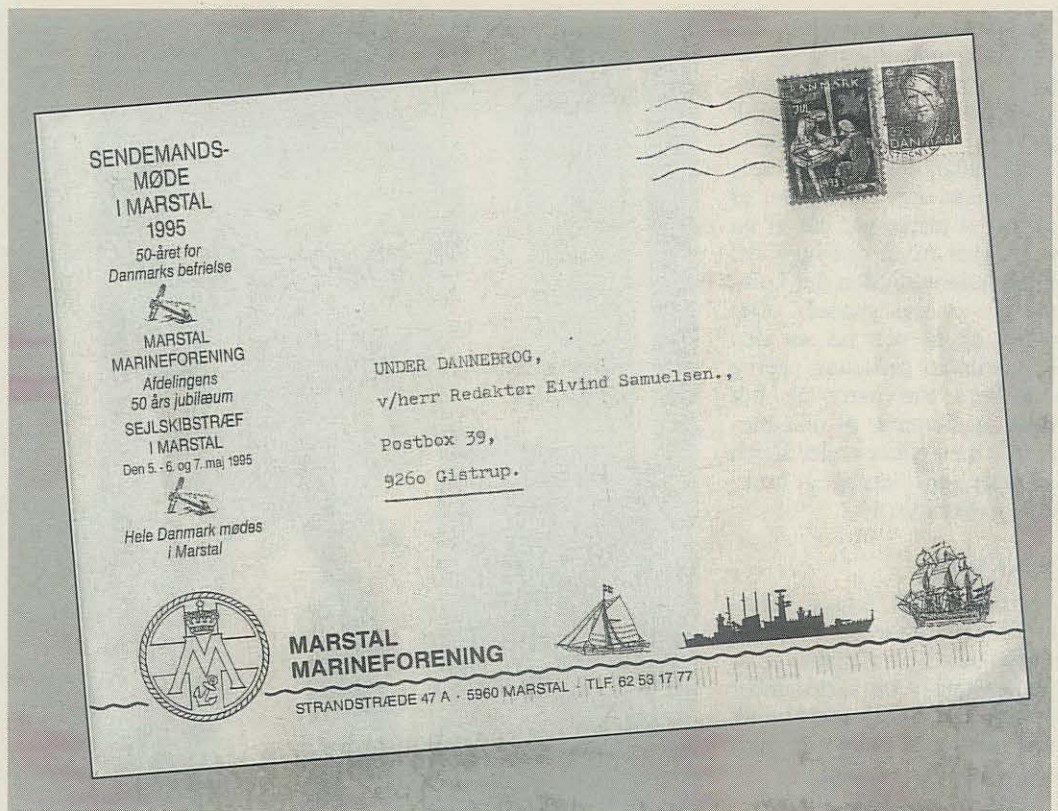 SENDEMANDS-
MØDE
I MARSTAL
1995
50-året for
Danmarks befrielse
MARSTAL
MARINEFORENING
Afdelingens
50 års jubilæum
SEJLSKIBSTRÆF
I MARSTAL
Den 5. - 6. og 7. maj 1995
Hele Danmark mødes
i Marstal
DANMARK
DANMARK
UNDER DANNEBROG,
v/herr Redaktør Eivind Samuelsen.,
Postbox 39,
926o Gistrup.
MARSTAL
MARINEFORENING
STRANDSTRÆDE 47 A · 5960 MARSTAL · TLF. 62 53 17 77